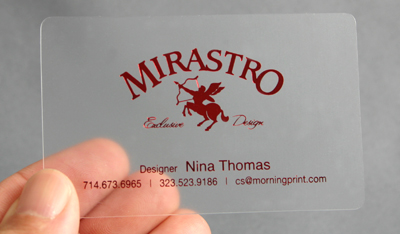 MIRASTRO
Exclusive Design
Designer Nina Thomas
714.673.6965 | 323.523.9186 | cs@morningprint.com